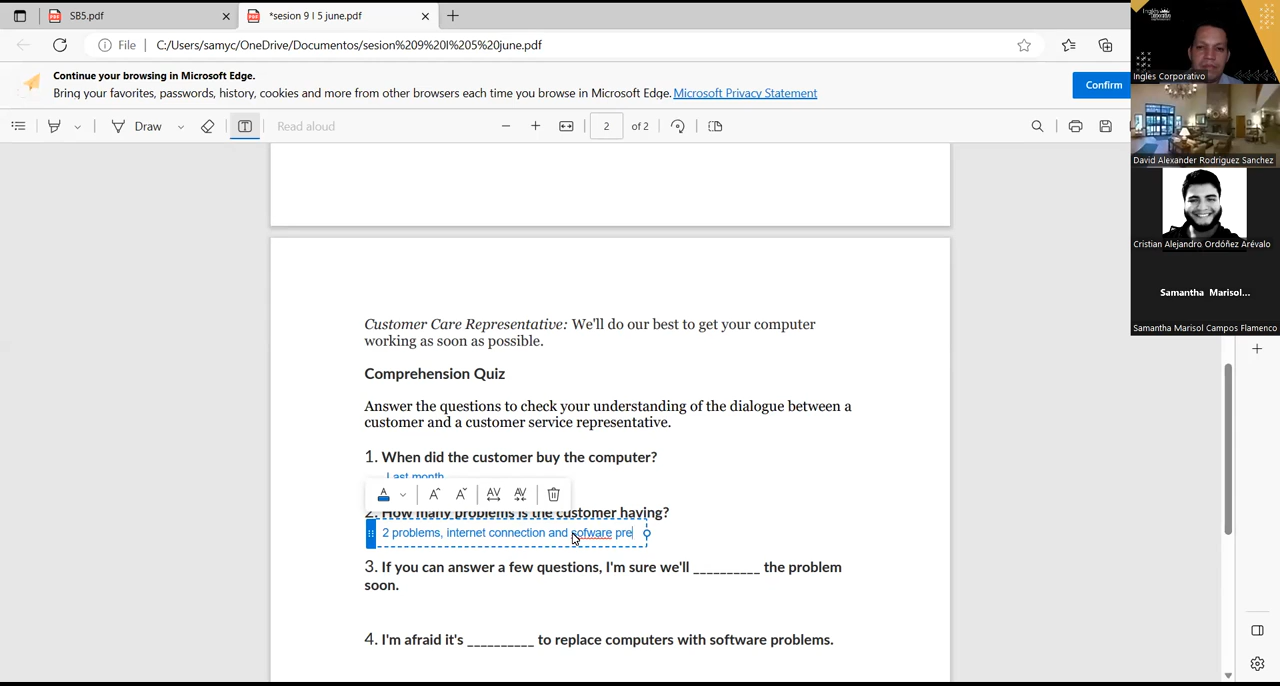 SB5.pdf
*sesion 9 l 5 june.pdf
File
C:/Users/samyc/OneDrive/Documentos/sesion%209%20l%205%20june.pdf
Continue your browsing in Microsoft Edge.
Bring your favorites, passwords, history, cookies and more from other browsers each time you browse in Microsoft Edge. Microsoft Privacy Statement
Confirm
Draw
Read aloud
2 of 2
Customer Care Representative: We'll do our best to get your computer
working as soon as possible.
Comprehension Quiz
Answer the questions to check your understanding of the dialogue between a
customer and a customer service representative.
1. When did the customer buy the computer?
Last month
2. How many problems is the customer having?
2 problems, internet connection and sofware pre
3. If you can answer a few questions, I'm sure we'll __________ the problem
soon.
4. I'm afraid it's __________ to replace computers with software problems.
Ingles Corporativo
David Alexander Rodriguez Sanchez
Cristian Alejandro Ordóñez Arévalo
Samantha Marisol...
Samantha Marisol Campos Flamenco